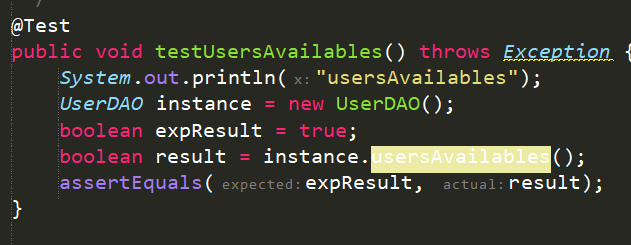 @Test
public void testUsersAvailables() throws Exception {
System.out.println( x: "usersAvailables");
UserDAO instance = new UserDAO();
boolean expResult = true;
boolean result = instance.usersAvailables();
assertEquals( expected: expResult, actual: result);
}